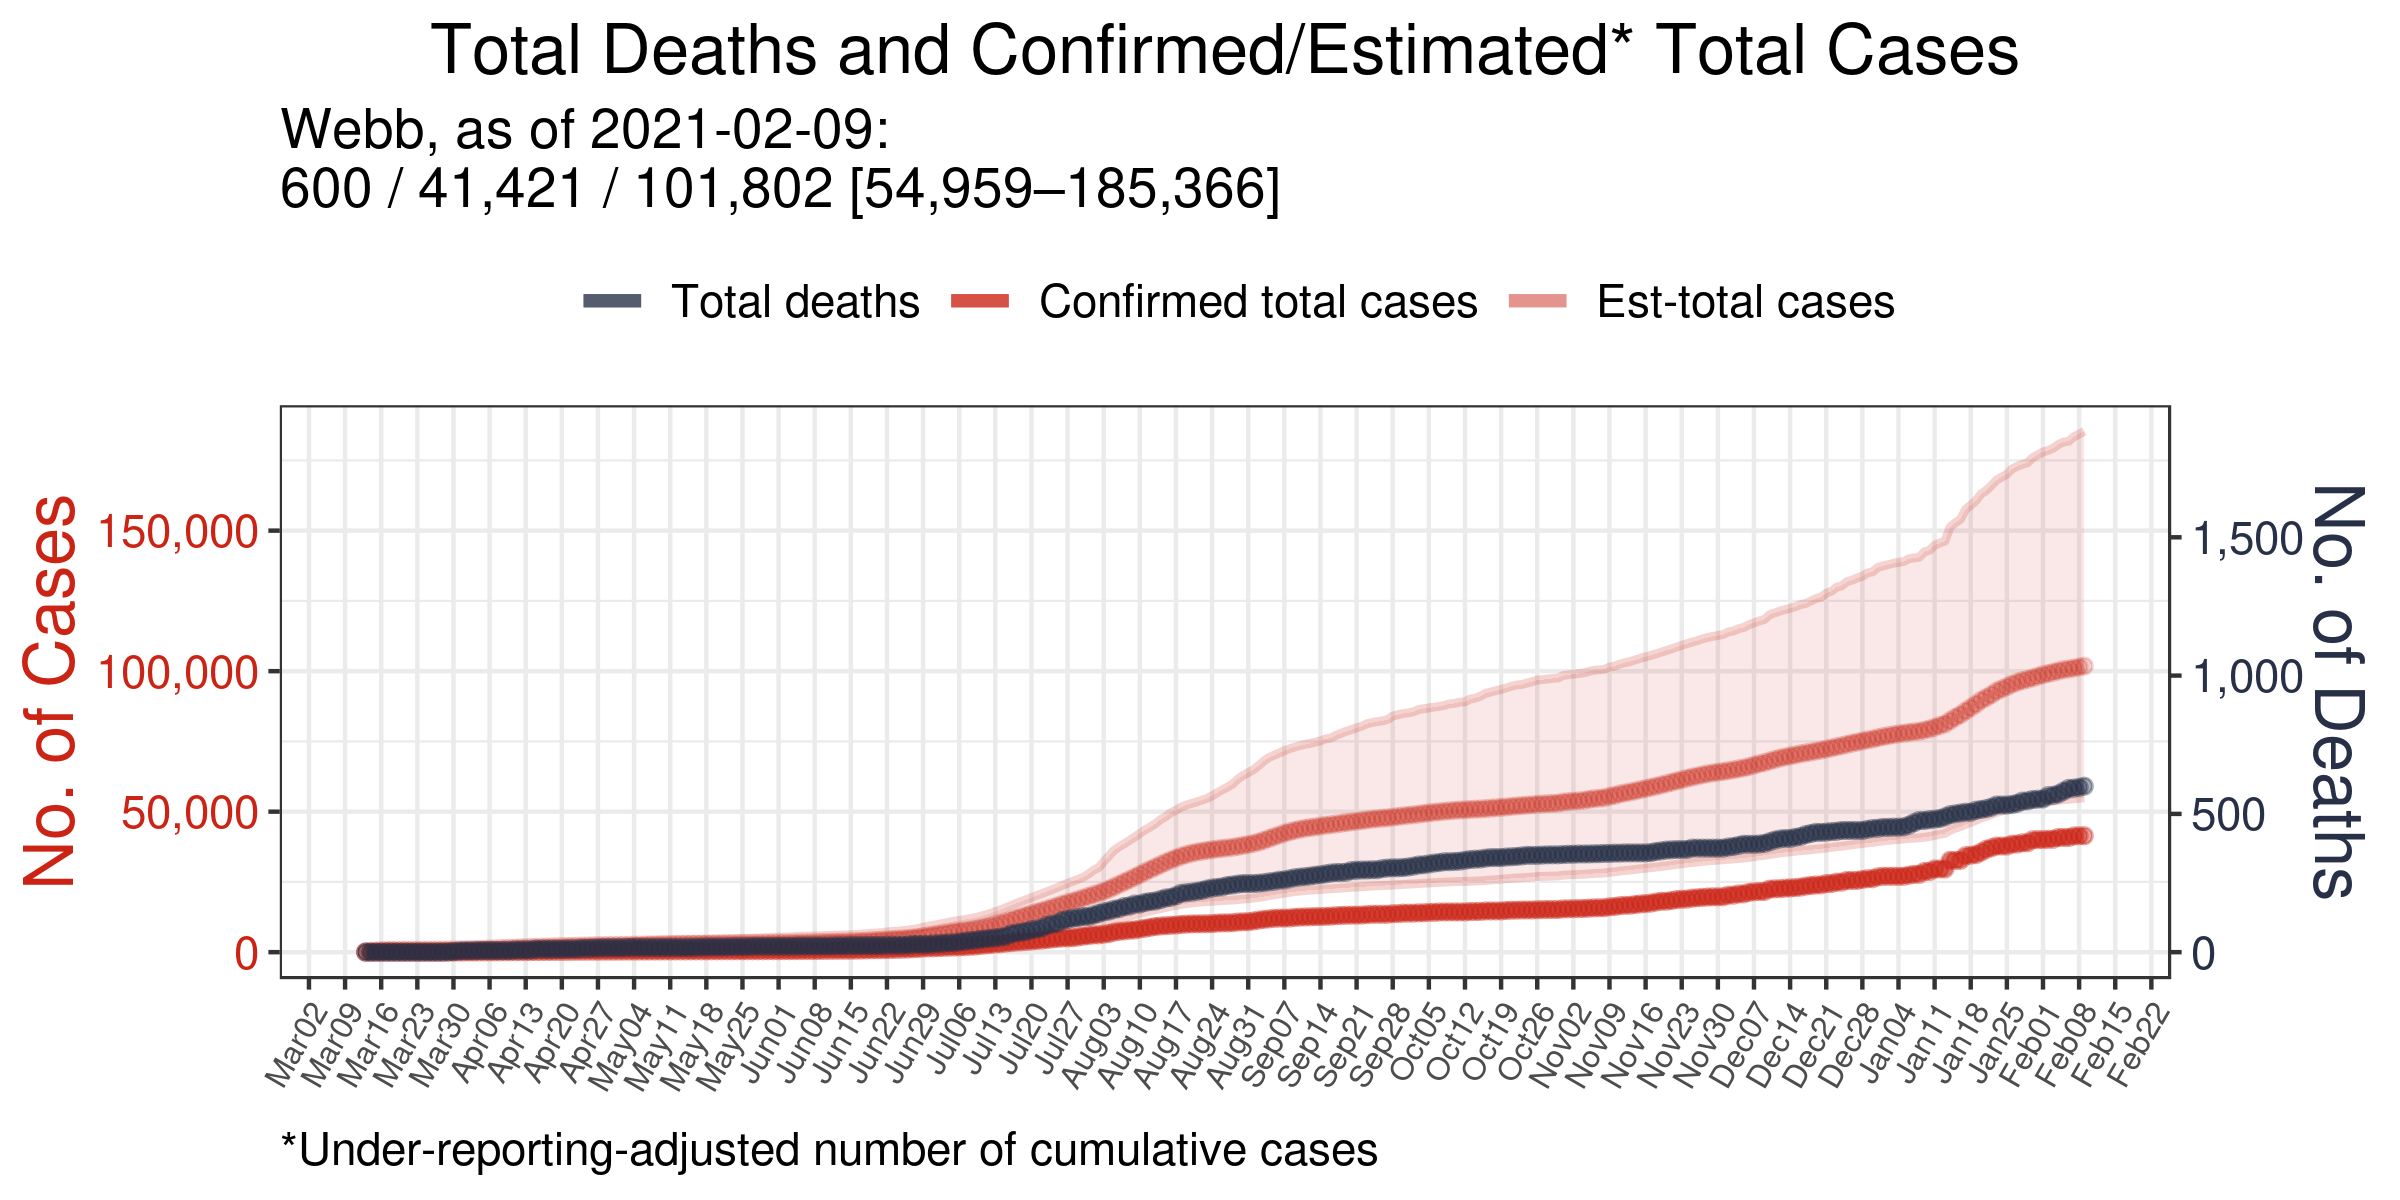 Total Deaths and Confirmed/Estimated* Total Cases
Webb, as of 2021-02-09:
600 / 41,421 / 101,802 [54,959–185,366]
Total deaths
Confirmed total cases
Est-total cases
No. of Cases
150,000
100,000
50,000
0
1,500
1,000
500
0
No. of Deaths
Mar02
Mar09
Mar16
Mar23
Mar30
Apr06
Apr13
Apr20
Apr27
May04
May11
May18
May25
Jun01
Jun08
Jun15
Jun22
Jun29
Jul06
Jul13
Jul20
Jul27
Aug03
Aug10
Aug17
Aug24
Aug31
Sep07
Sep14
Sep21
Sep28
Oct05
Oct12
Oct19
Oct26
Nov02
Nov09
Nov16
Nov23
Nov30
Dec07
Dec14
Dec21
Dec28
Jan04
Jan11
Jan18
Jan25
Feb01
Feb08
Feb15
Feb22
*Under-reporting-adjusted number of cumulative cases